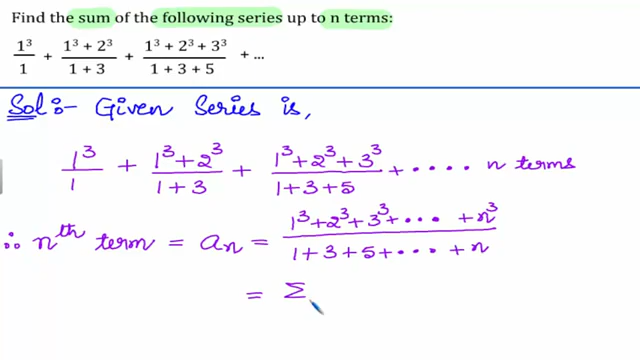 Find the sum of the following series up to n terms:
1³/1 + (1³ + 2³)/(1 + 3) + (1³ + 2³ + 3³)/(1 + 3 + 5) + ...
Sol:- Given Series is,
1³/1 + (1³+2³)/(1+3) + (1³+2³+3³)/(1+3+5) + .... n terms
∴ nth term = an = (1³+2³+3³+ ... +n³)/(1+3+5+ ... +n)
= Σ